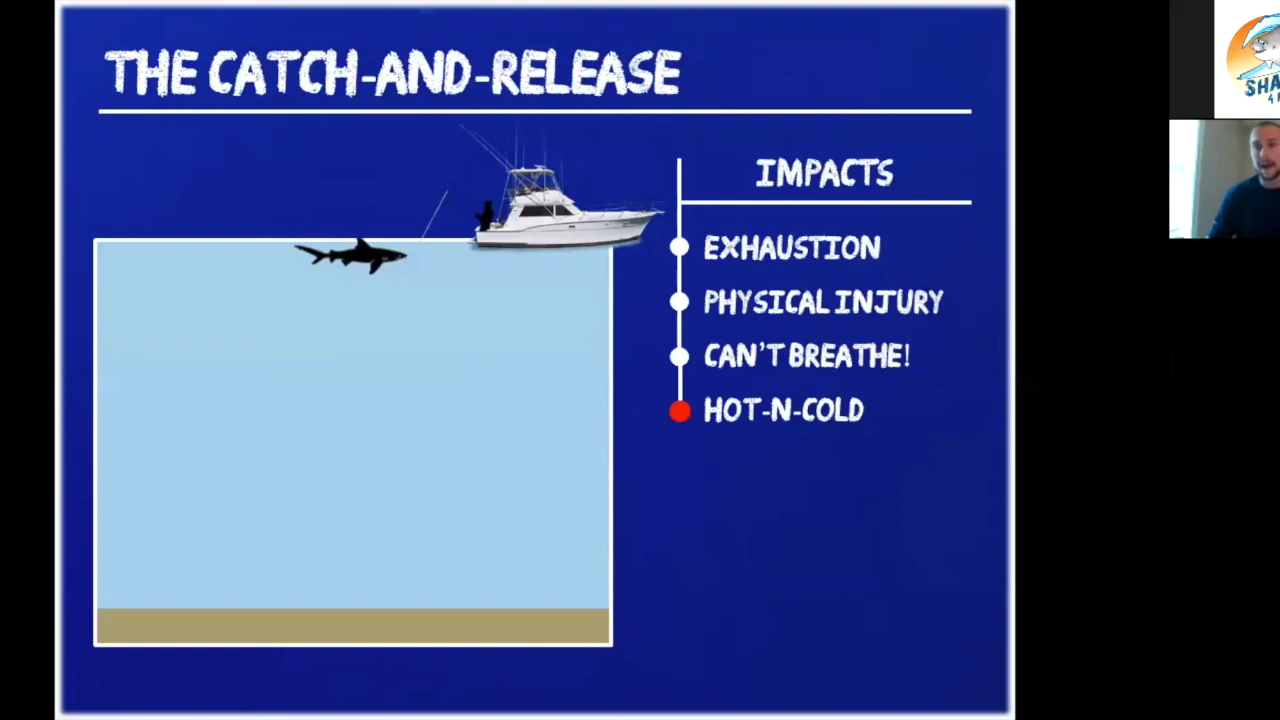 THE CATCH-AND-RELEASE
IMPACTS
EXHAUSTION
PHYSICAL INJURY
CAN'T BREATHE!
HOT-N-COLD